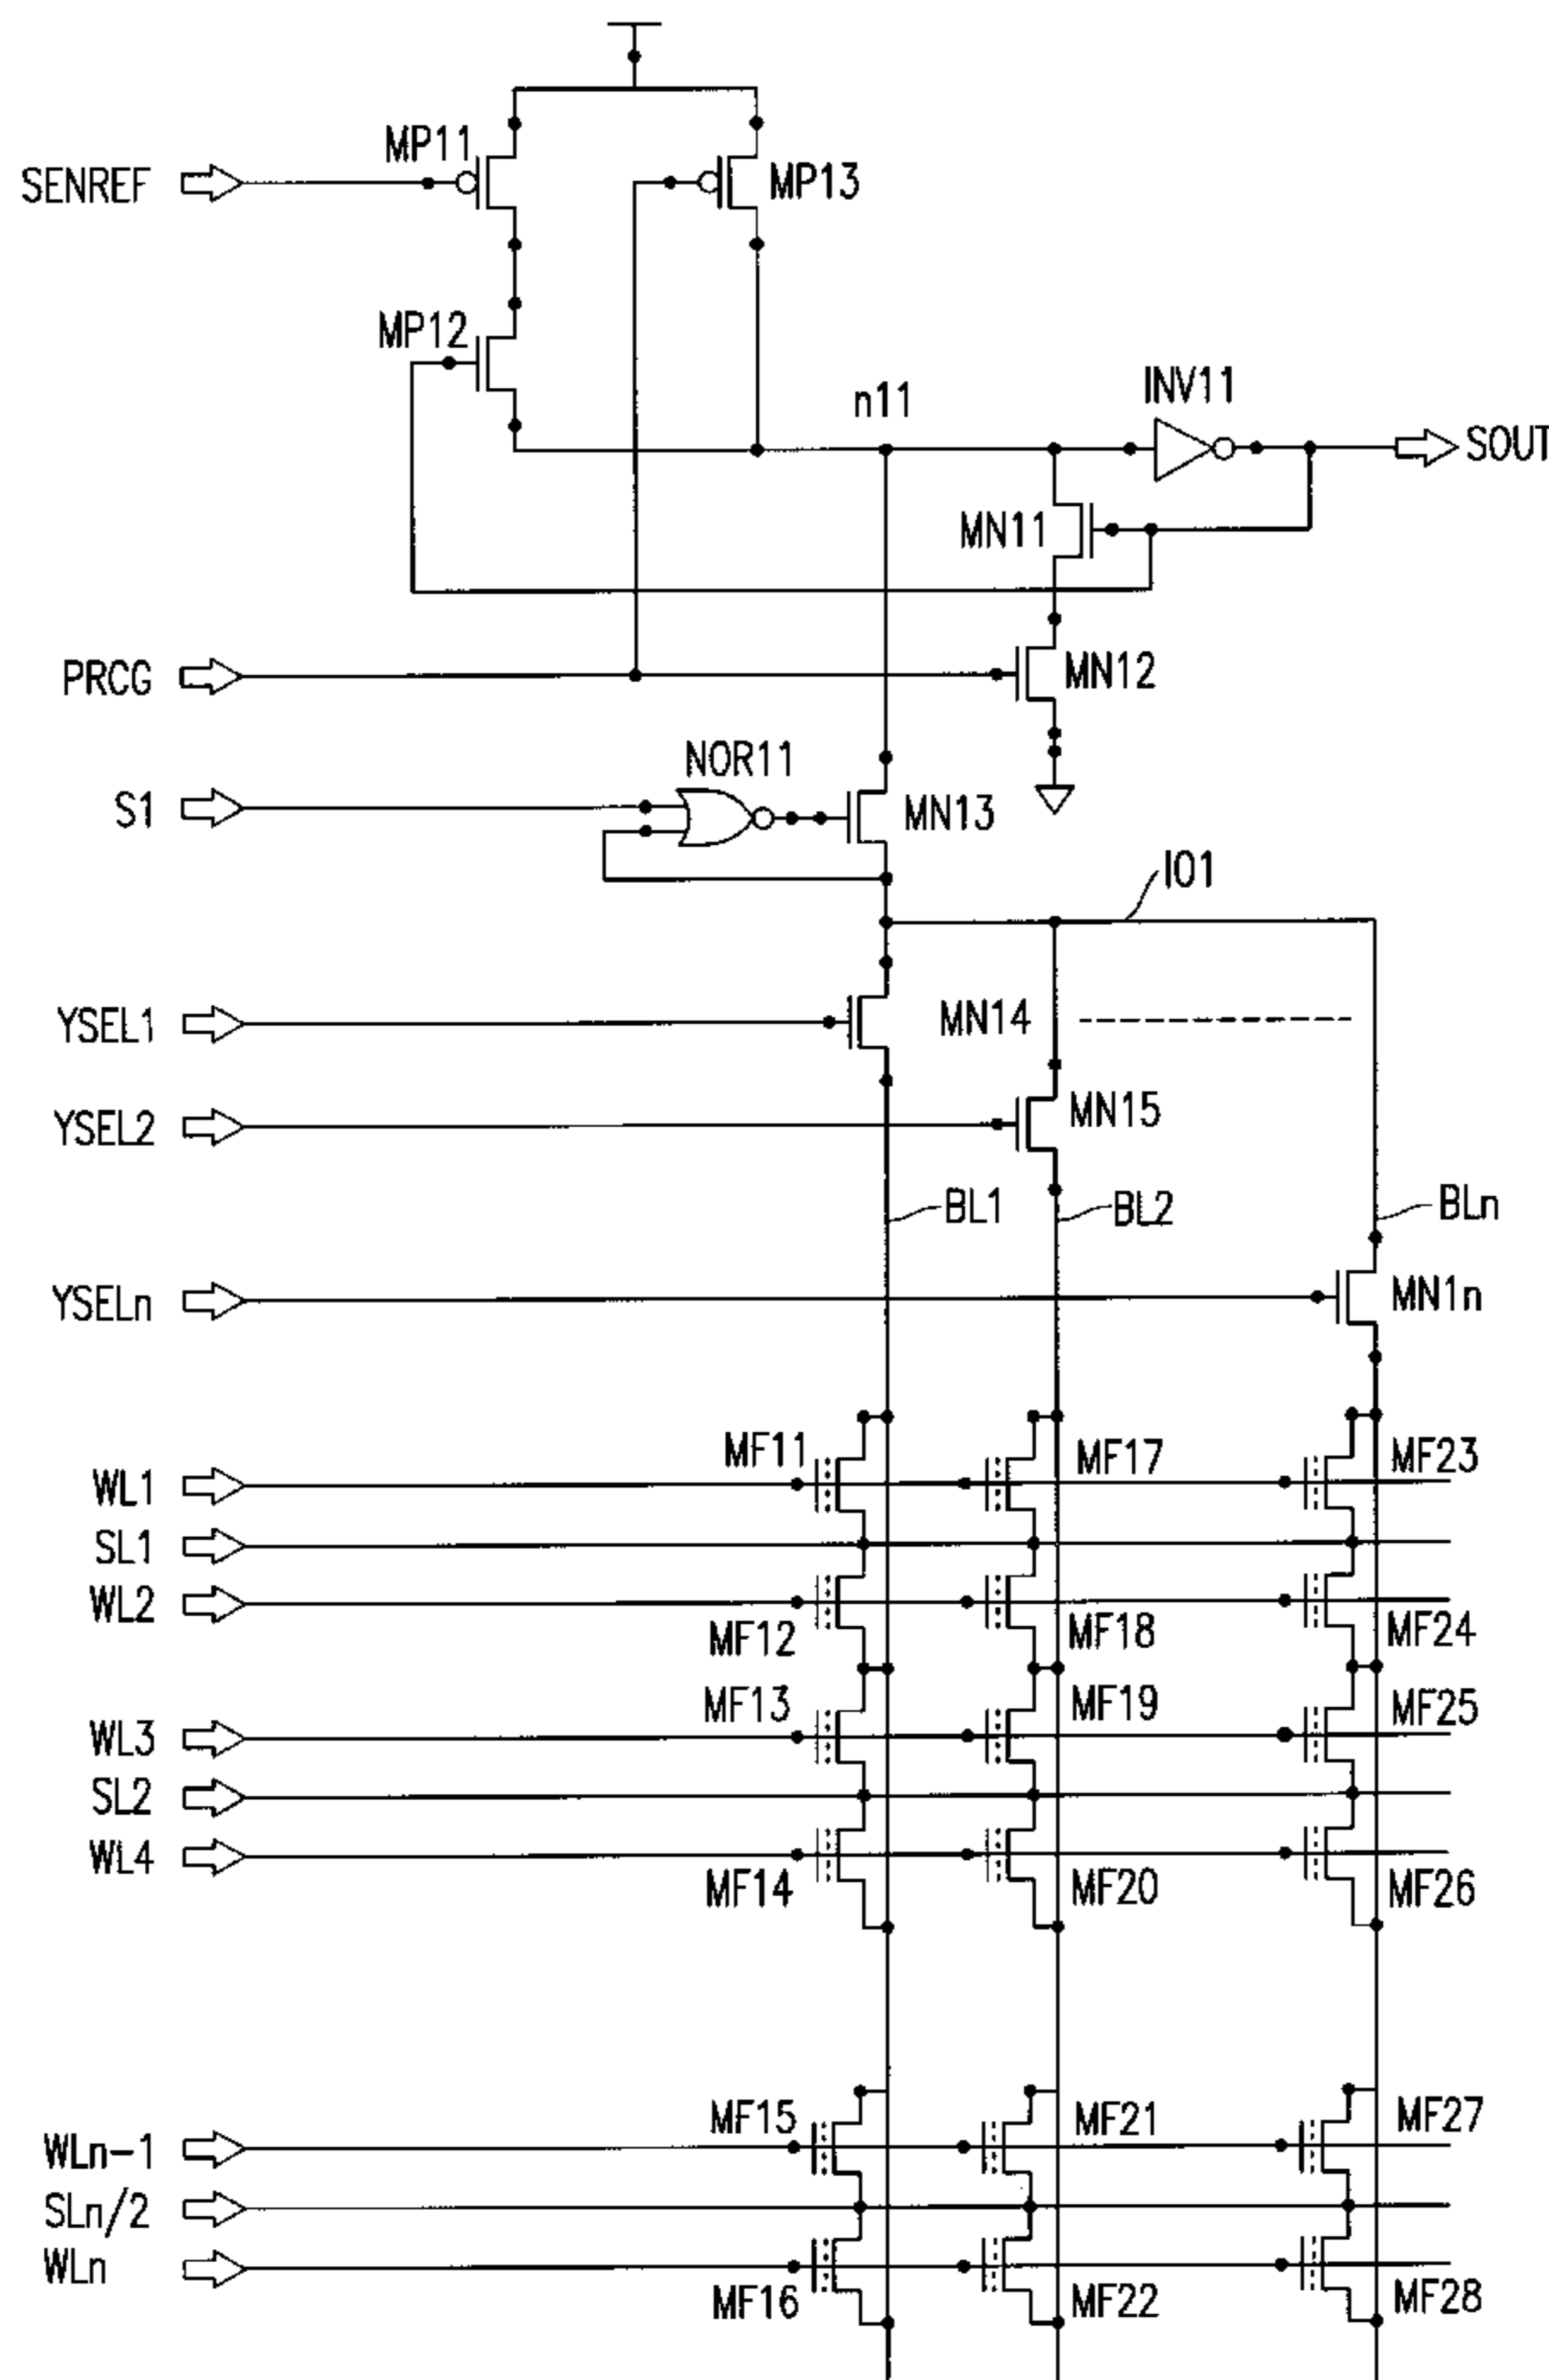 MP11
SENREF
MP13
MP12
n11
INV11
SOUT
MN11
PRCG
MN12
NOR11
S1
MN13
IO1
YSEL1
MN14
YSEL2
MN15
BL1
BL2
BLn
YSELn
MN1n
MF11
MF17
MF23
WL1
SL1
WL2
MF12
MF18
MF24
MF13
MF19
MF25
WL3
SL2
WL4
MF14
MF20
MF26
MF15
MF21
MF27
WLn-1
SLn/2
WLn
MF16
MF22
MF28